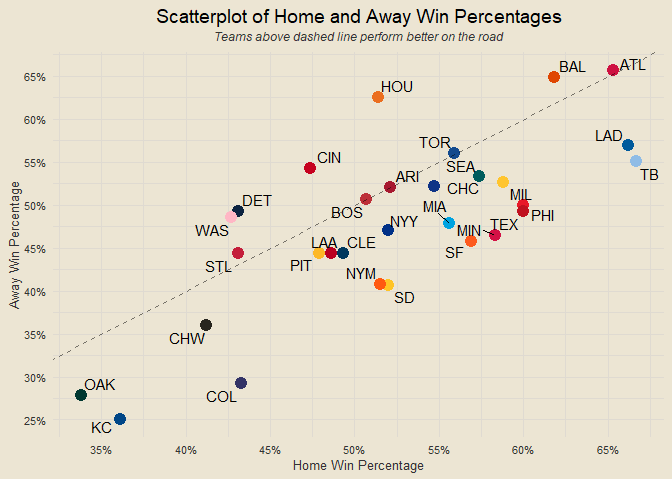 Scatterplot of Home and Away Win Percentages
Teams above dashed line perform better on the road
Away Win Percentage
65%
60%
55%
50%
45%
40%
35%
30%
25%
BAL
ATL
HOU
TOR
LAD
CIN
SEA
TB
ARI
CHC
MIL
DET
BOS
MIA
PHI
WAS
NYY
MIN
TEX
LAA
CLE
SF
STL
PIT
NYM
SD
CHW
OAK
COL
KC
35%
40%
45%
50%
55%
60%
65%
Home Win Percentage